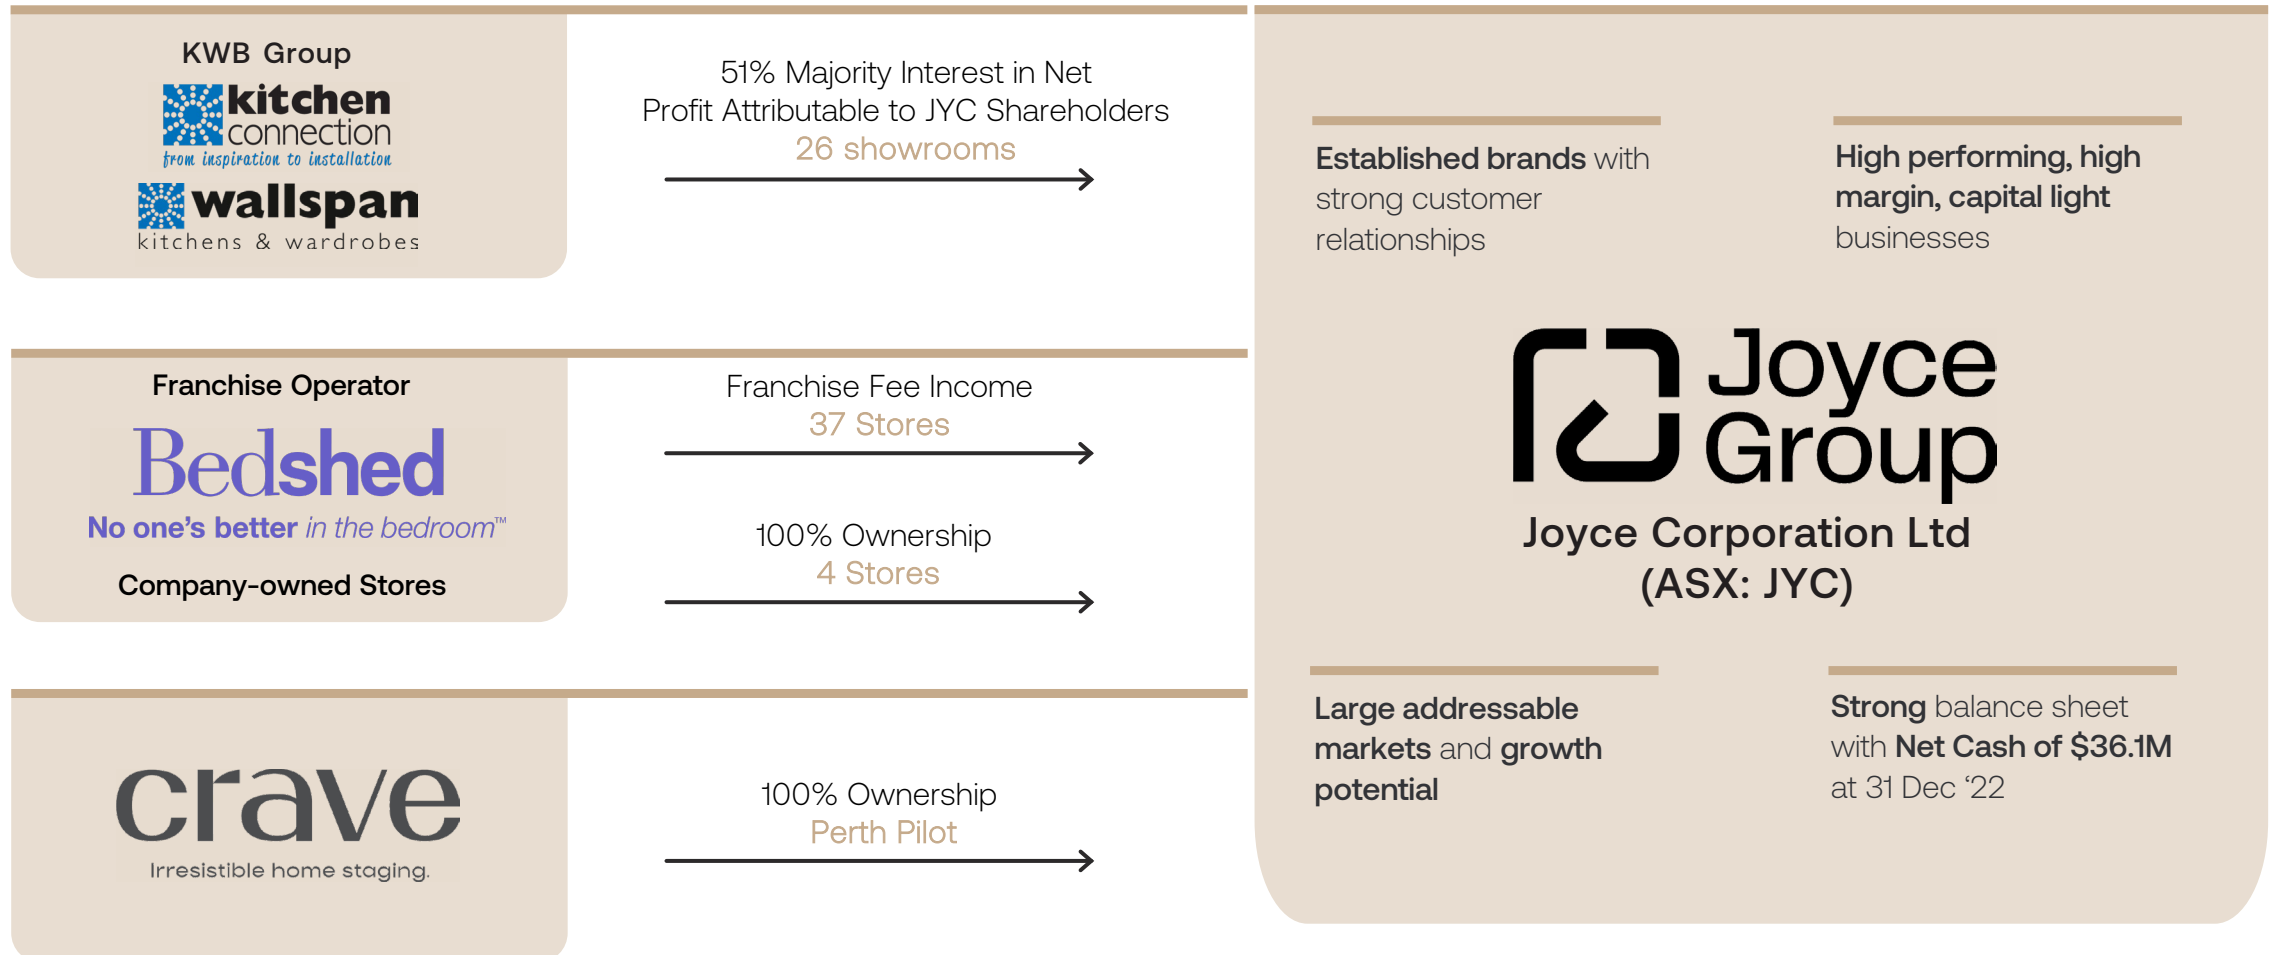 KWB Group
kitchen
connection
from inspiration to installation
wallspan
kitchens & wardrobes
51% Majority Interest in Net
Profit Attributable to JYC Shareholders
26 showrooms
Franchise Operator
Bedshed
No one’s better in the bedroom™
Company-owned Stores
Franchise Fee Income
37 Stores
100% Ownership
4 Stores
crave
Irresistible home staging.
100% Ownership
Perth Pilot
Established brands with
strong customer
relationships
High performing, high
margin, capital light
businesses
Joyce
Group
Joyce Corporation Ltd
(ASX: JYC)
Large addressable
markets and growth
potential
Strong balance sheet
with Net Cash of $36.1M
at 31 Dec ‘22